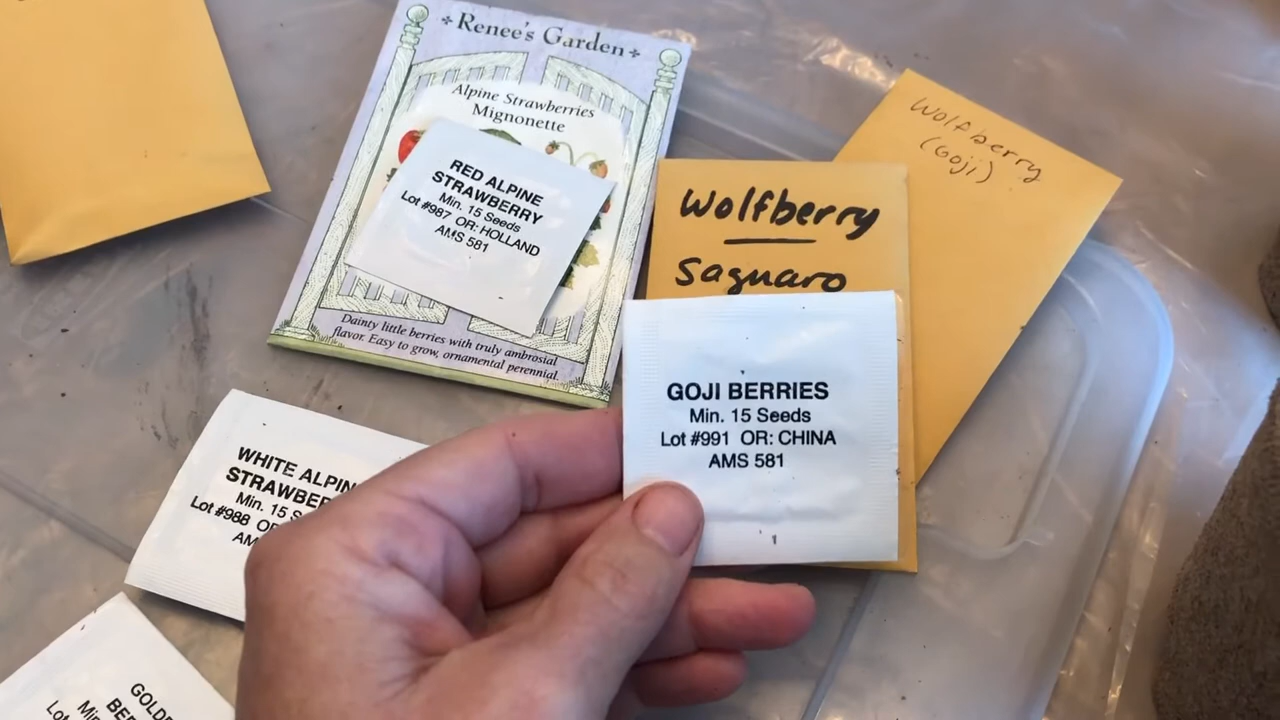 Renee's Garden
Alpine Strawberries
Mignonette
RED ALPINE
STRAWBERRY
Min. 15 Seeds
Lot #987 OR: HOLLAND
AMS 581
Dainty little berries with truly ambrosial
flavor. Easy to grow, ornamental perennial.
Wolfberry
(Goji)
Wolfberry
Saguaro
GOJI BERRIES
Min. 15 Seeds
Lot #991 OR: CHINA
AMS 581
WHITE
Min. 15
Lot #988